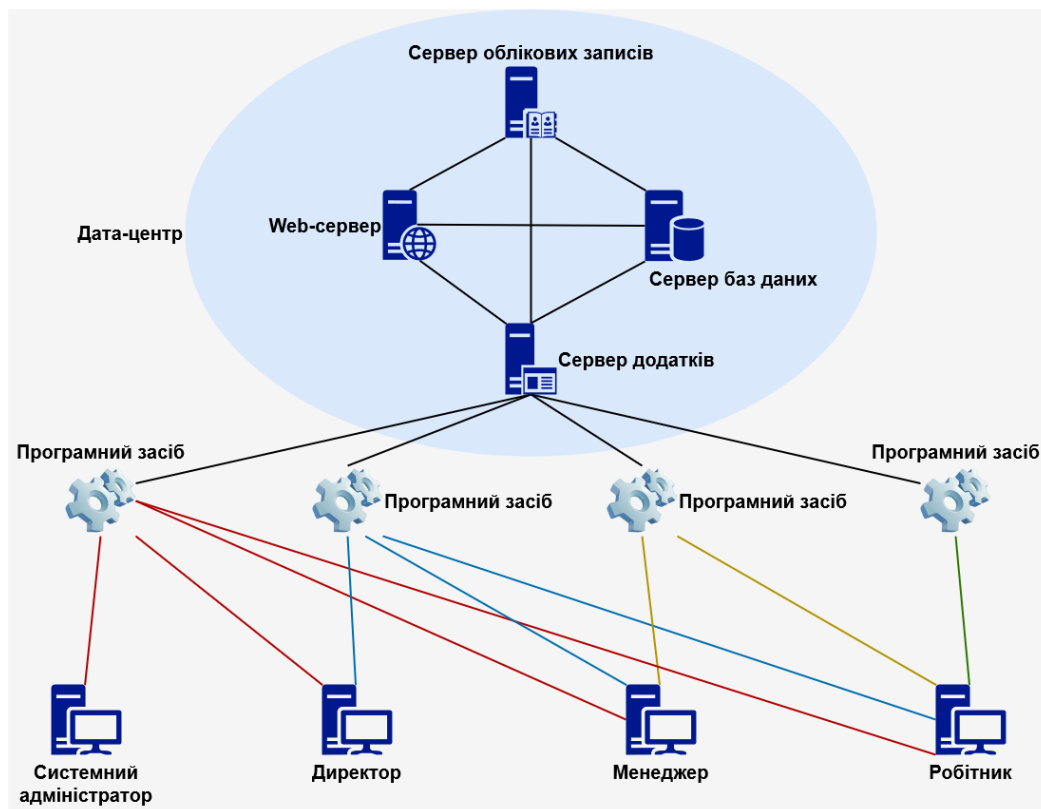 Сервер облікових записів
Web-сервер
Дата-центр
Сервер баз даних
Сервер додатків
Програмний засіб
Програмний засіб
Програмний засіб
Програмний засіб
Системний
адміністратор
Директор
Менеджер
Робітник